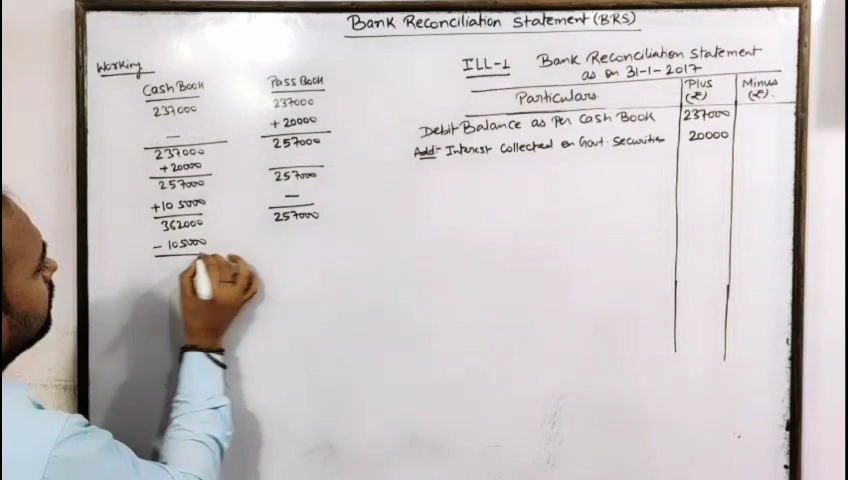 Bank Reconciliation Statement (BRS)
Working
Cash Book
237000
—
237000
+ 20000
257000
+10 5000
362000
- 105000
Pass Book
237000
+ 20000
257000
257000
—
257000
ILL-1 Bank Reconciliation Statement
as on 31-1-2017
Particulars Plus (₹) Minus (₹)
Debit Balance as Per Cash Book 237000
Add:- Interest Collected on Govt. Securities 20000